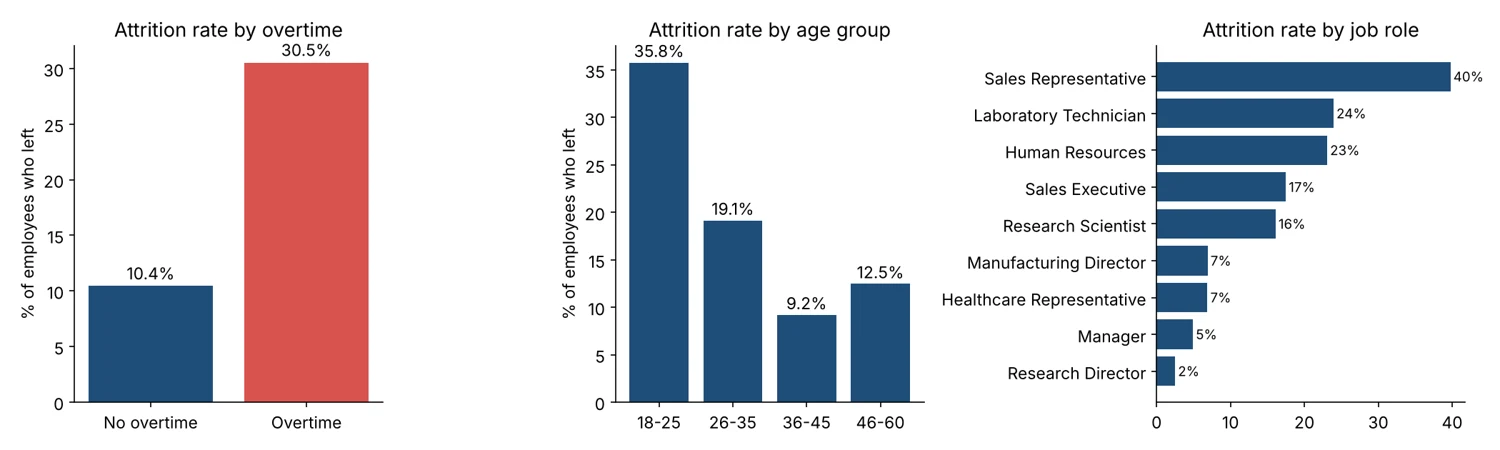 Attrition rate by overtime
% of employees who left
30
25
20
15
10
5
0
10.4%
30.5%
No overtime
Overtime
Attrition rate by age group
% of employees who left
35
30
25
20
15
10
5
0
35.8%
19.1%
9.2%
12.5%
18-25
26-35
36-45
46-60
Attrition rate by job role
Sales Representative 40%
Laboratory Technician 24%
Human Resources 23%
Sales Executive 17%
Research Scientist 16%
Manufacturing Director 7%
Healthcare Representative 7%
Manager 5%
Research Director 2%
0 10 20 30 40